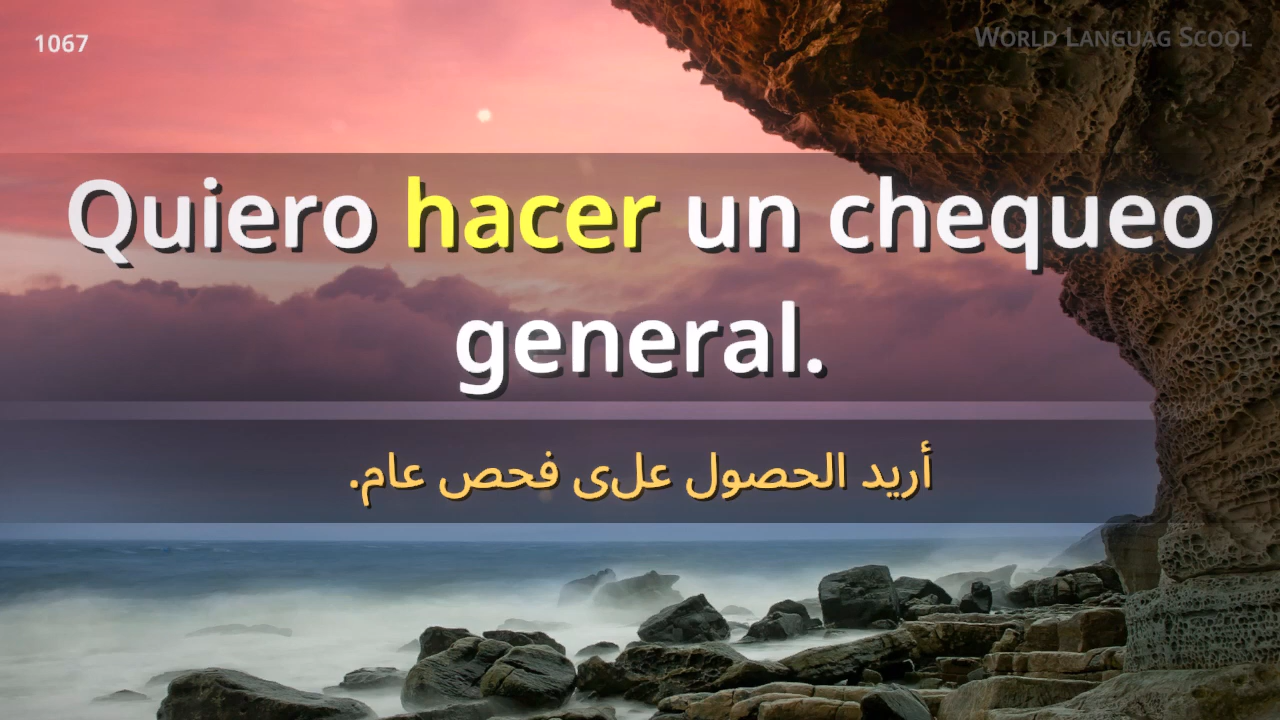 1067
World Languag Scool
Quiero hacer un chequeo
general.
أريد الحصول على فحص عام.